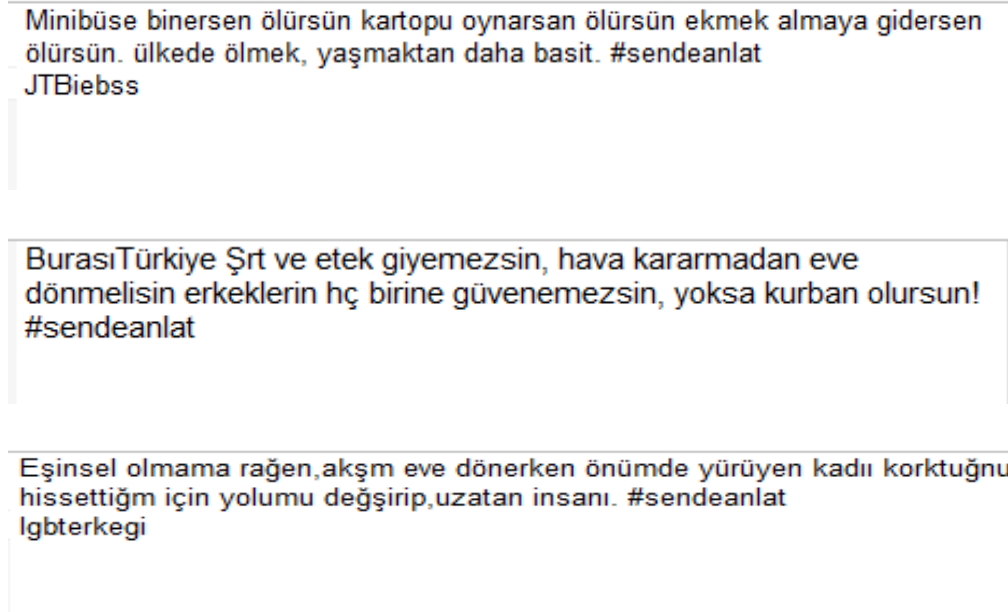 Minibüse binersen ölürsün kartopu oynarsan ölürsün ekmek almaya gidersen
ölürsün. ülkede ölmek, yaşmaktan daha basit. #sendeanlat
JTBiebss
BurasıTürkiye Şrt ve etek giyemezsin, hava kararmadan eve
dönmelisin erkeklerin hç birine güvenemezsin, yoksa kurban olursun!
#sendeanlat
Eşinsel olmama rağen,akşm eve dönerken önümde yürüyen kadıı korktuğnu
hissettiğm için yolumu değşirip,uzatan insanı. #sendeanlat
lgbterkegi